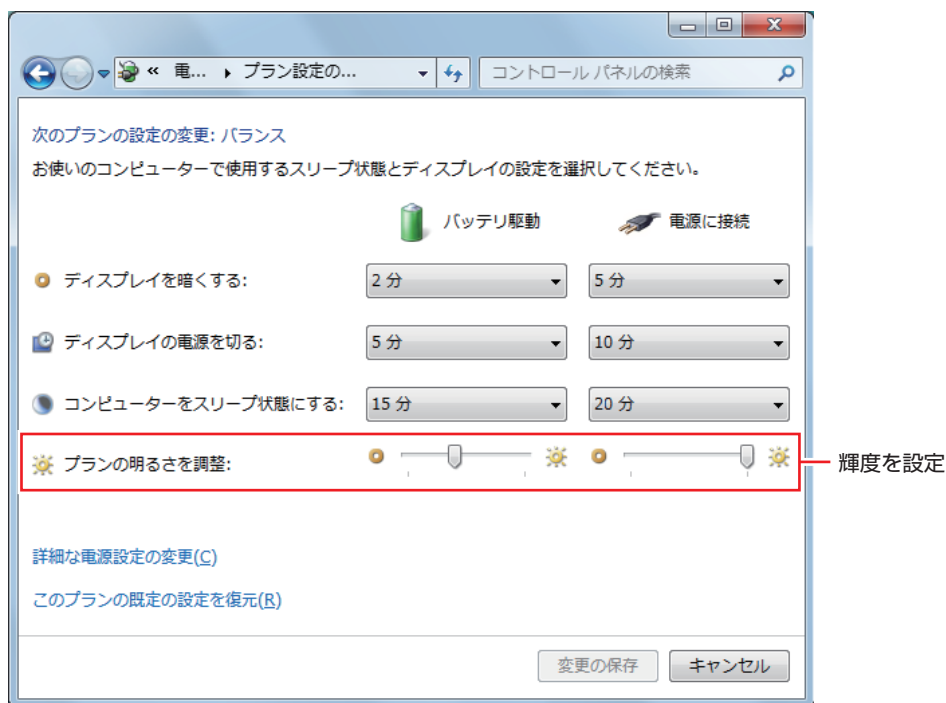 « 電... ▸ プラン設定の...
コントロール パネルの検索
次のプランの設定の変更: バランス
お使いのコンピューターで使用するスリープ状態とディスプレイの設定を選択してください。
バッテリ駆動 電源に接続
ディスプレイを暗くする: 2 分 5 分
ディスプレイの電源を切る: 5 分 10 分
コンピューターをスリープ状態にする: 15 分 20 分
プランの明るさを調整:
輝度を設定
詳細な電源設定の変更(C)
このプランの既定の設定を復元(R)
変更の保存 キャンセル